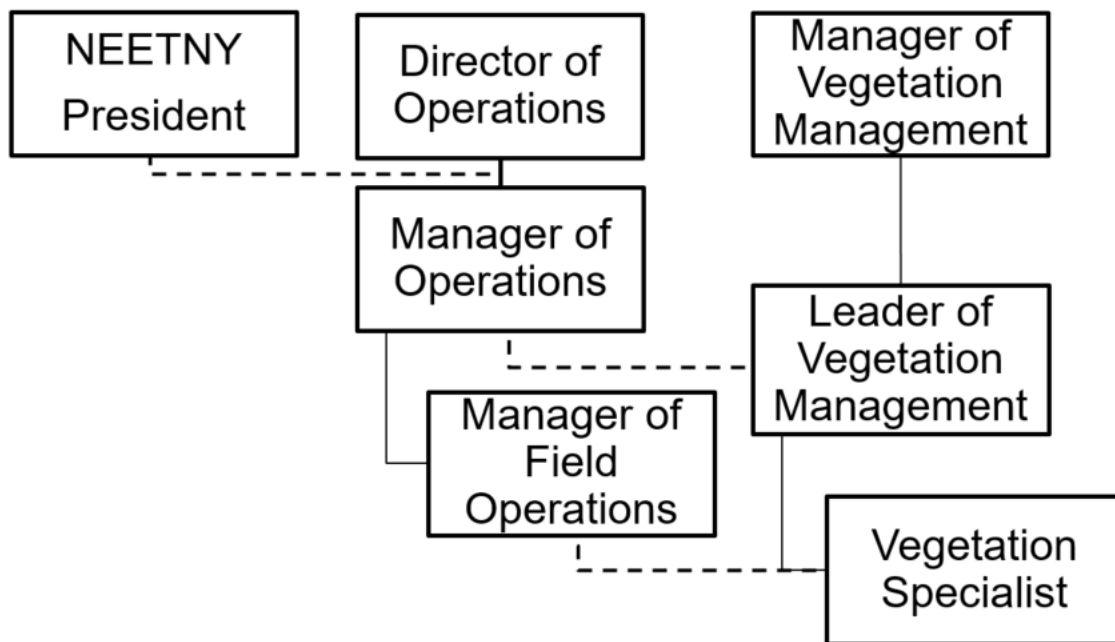 NEETNY
President
Director of
Operations
Manager of
Vegetation
Management
Manager of
Operations
Leader of
Vegetation
Management
Manager of
Field
Operations
Vegetation
Specialist